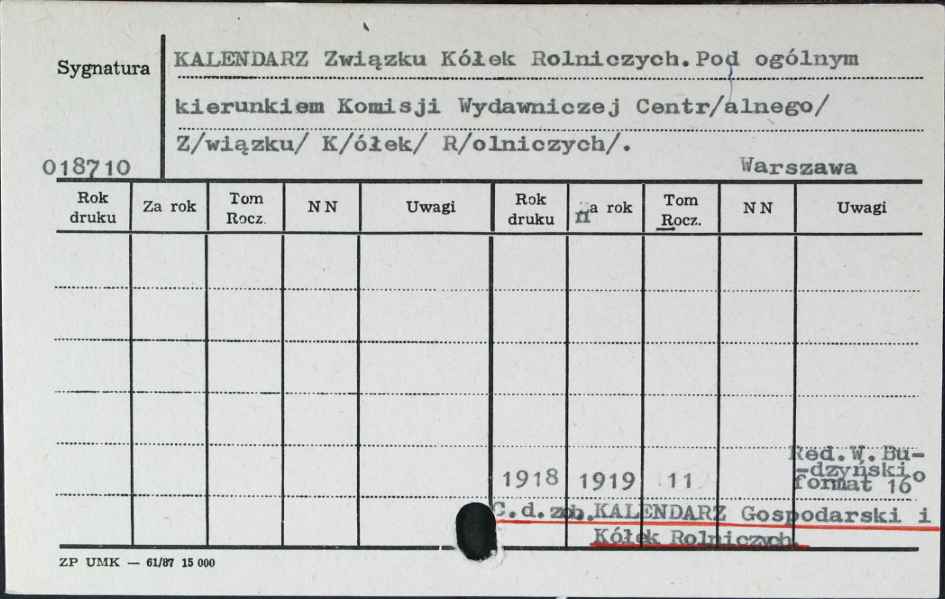 KALENDARZ Związku Kółek Rolniczych.Pod ogólnym
Sygnatura
kierunkiem Komisji Wydawniczej Centr/alnego/
Z/wiązku/ K/ółek/ R/olniczych/.
018710 Warszawa
Rok druku Za rok Tom Rocz. N N Uwagi Rok druku Za rok Tom Rocz. N N Uwagi
1918 1919 11 Red.W.Bu-
-dzyński
format 16°
C.d.zob.KALENDARZ Gospodarski i
Kółek Rolniczych.
ZP UMK — 61/87 15 000